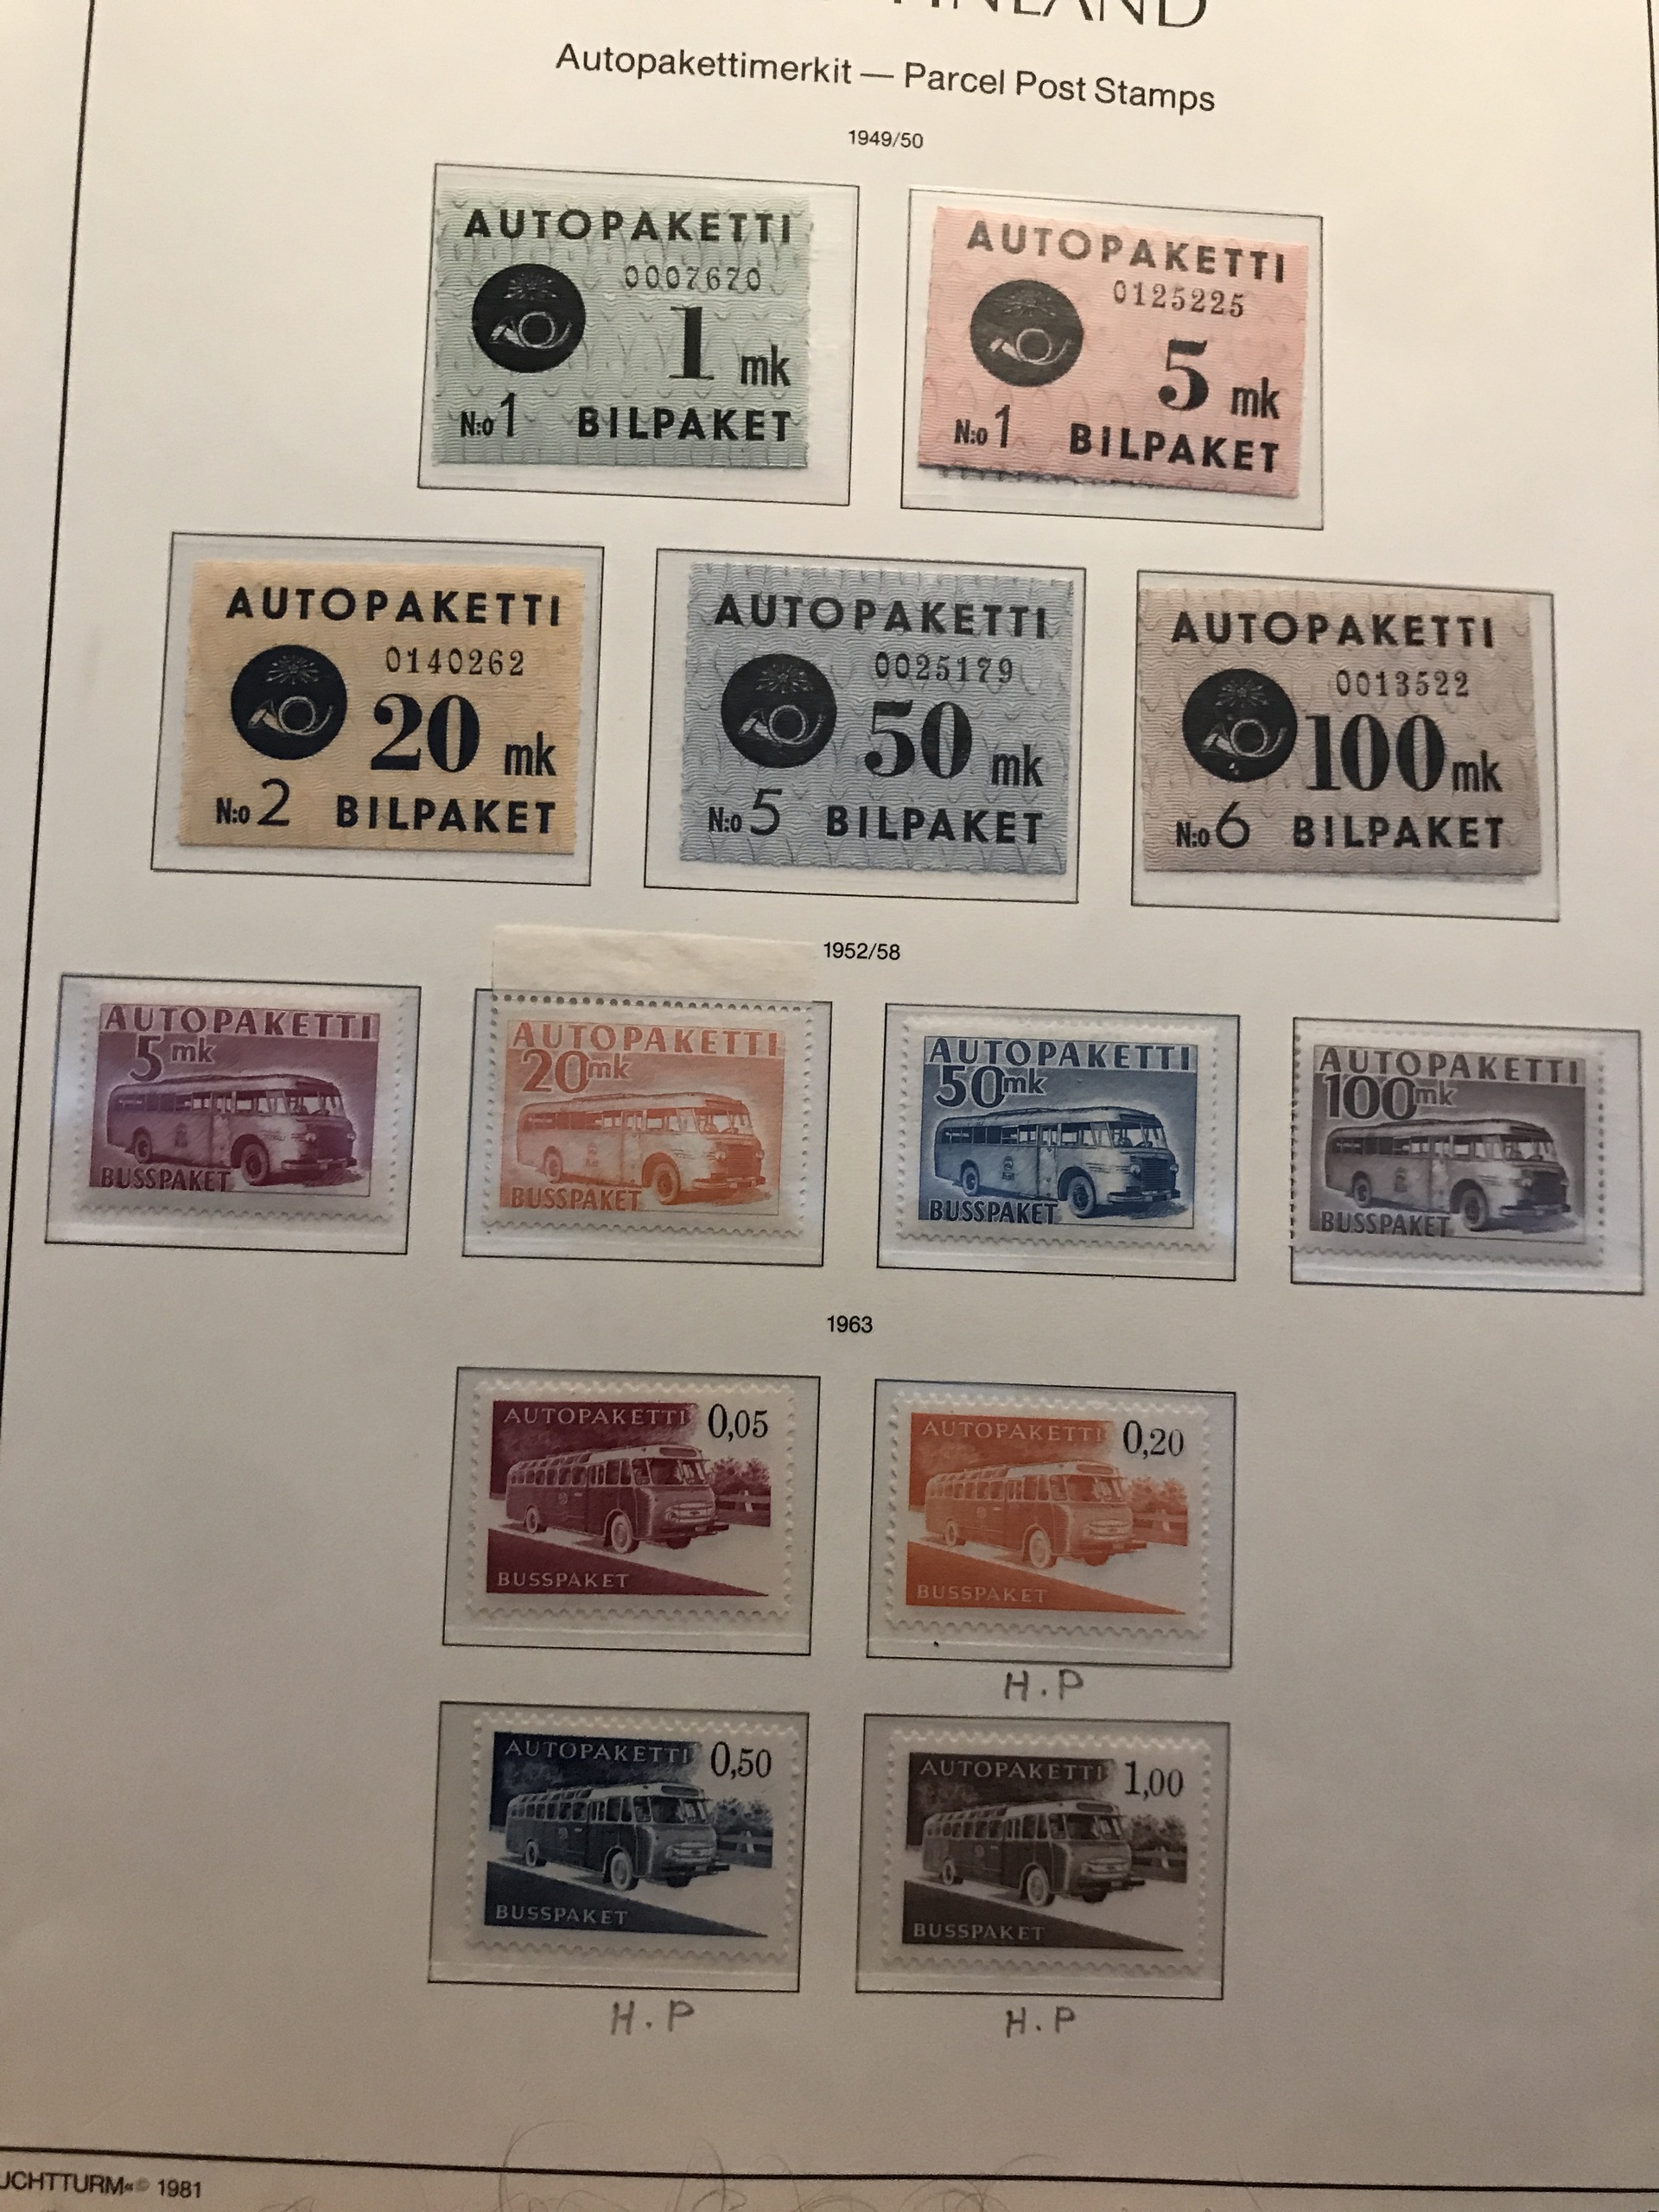 FINLAND
Autopakettimerkit — Parcel Post Stamps
1949/50
AUTOPAKETTI
0007670
1 mk
N:o 1 BILPAKET
AUTOPAKETTI
0125225
5 mk
N:o 1 BILPAKET
AUTOPAKETTI
0140262
20 mk
N:o 2 BILPAKET
AUTOPAKETTI
0025179
50 mk
N:o 5 BILPAKET
AUTOPAKETTI
0013522
100 mk
N:o 6 BILPAKET
1952/58
AUTOPAKETTI
5 mk
BUSSPAKET
AUTOPAKETTI
20 mk
BUSSPAKET
AUTOPAKETTI
50 mk
BUSSPAKET
AUTOPAKETTI
100 mk
BUSSPAKET
1963
AUTOPAKETTI 0,05
BUSSPAKET
AUTOPAKETTI 0,20
BUSSPAKET
H.P
AUTOPAKETTI 0,50
BUSSPAKET
H.P
AUTOPAKETTI 1,00
BUSSPAKET
H.P
UCHTTURM«© 1981